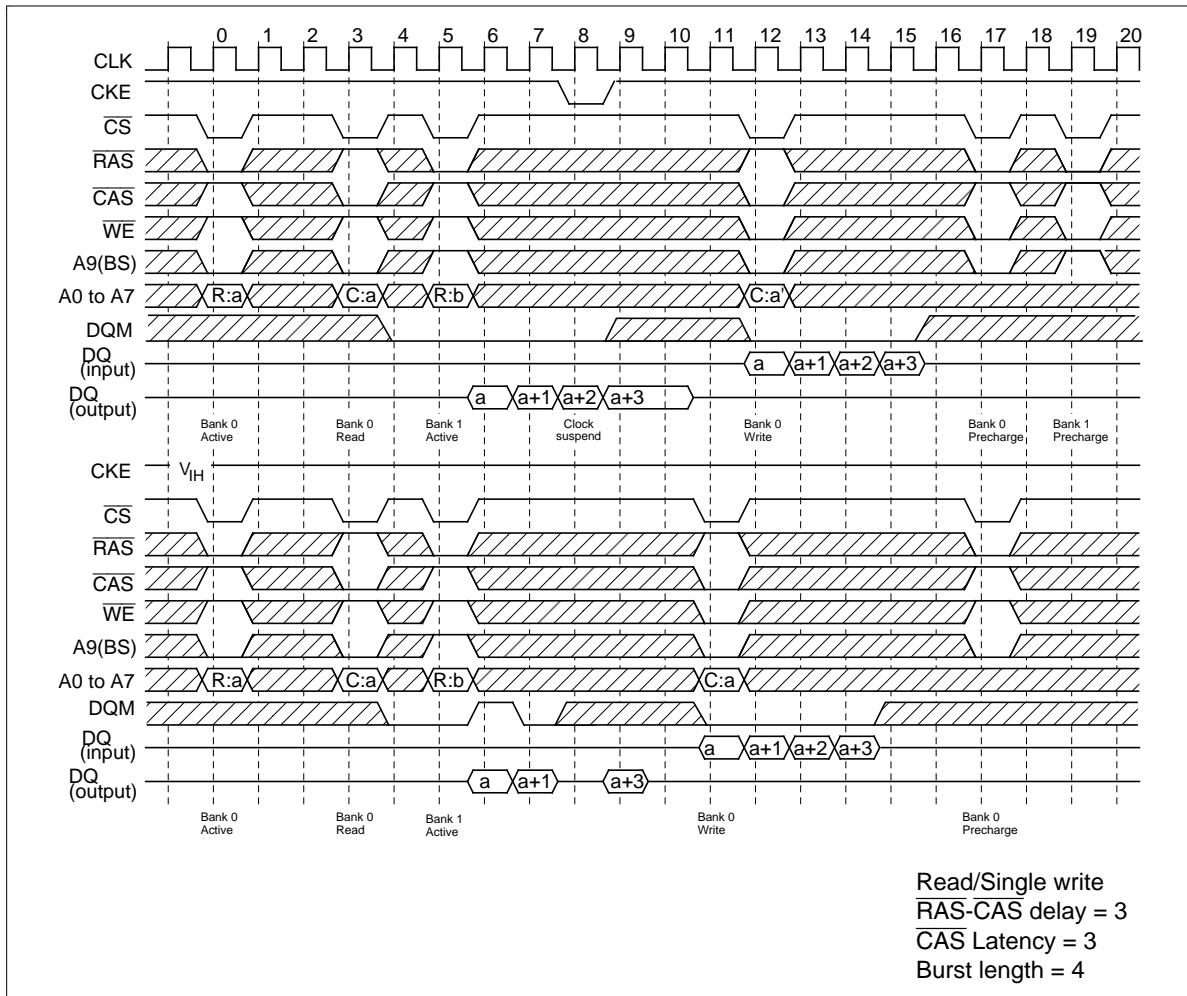 0 1 2 3 4 5 6 7 8 9 10 11 12 13 14 15 16 17 18 19 20
CLK
CKE
CS
RAS
CAS
WE
A9(BS)
A0 to A7 R:a C:a R:b C:a'
DQM
DQ (input) a a+1 a+2 a+3
DQ (output) a a+1 a+2 a+3
Bank 0 Bank 0 Bank 1 Clock Bank 0 Bank 0 Bank 1
Active Read Active suspend Write Precharge Precharge
CKE VIH
CS
RAS
CAS
WE
A9(BS)
A0 to A7 R:a C:a R:b C:a
DQM
DQ (input) a a+1 a+2 a+3
DQ (output) a a+1 a+3
Bank 0 Bank 0 Bank 1 Bank 0 Bank 0
Active Read Active Write Precharge
Read/Single write
RAS-CAS delay = 3
CAS Latency = 3
Burst length = 4